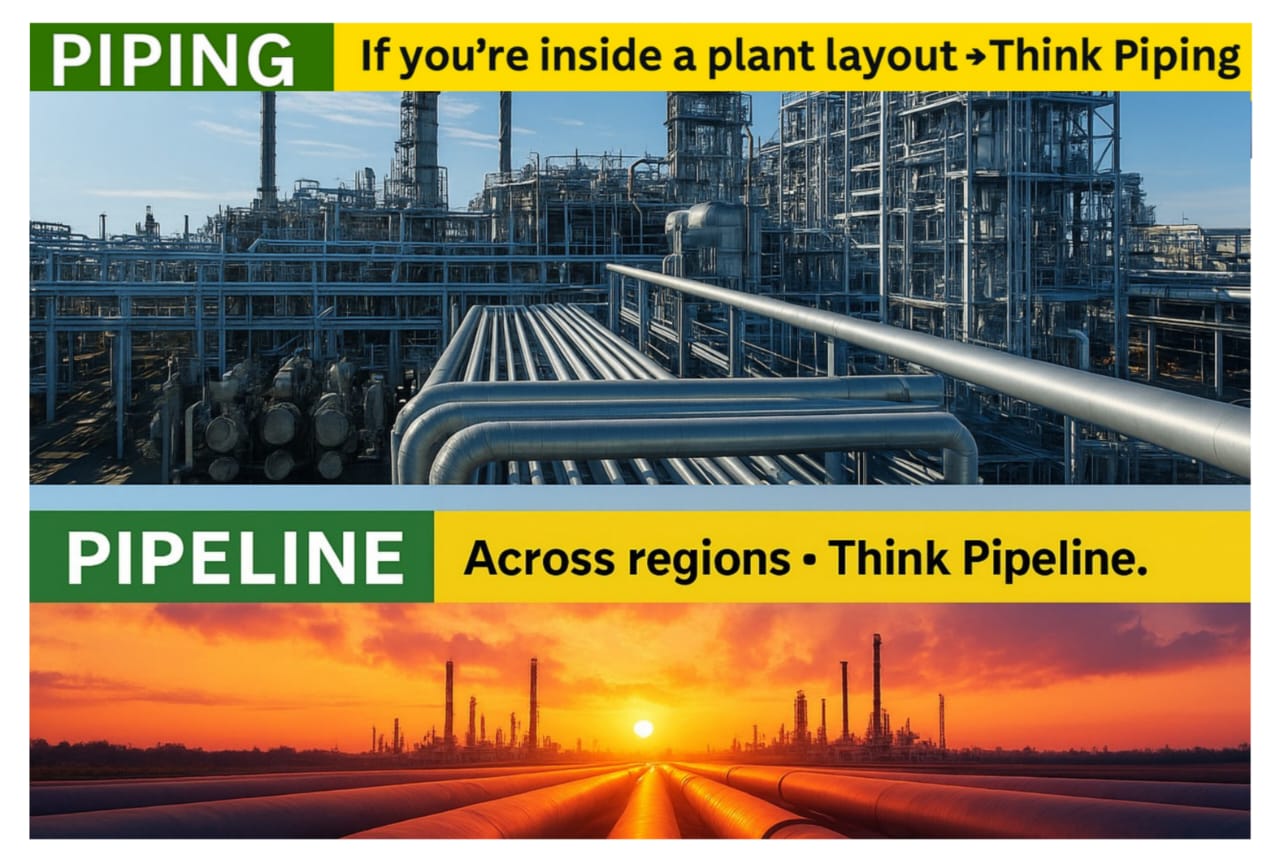 PIPING
If you’re inside a plant layout → Think Piping
PIPELINE
Across regions • Think Pipeline.